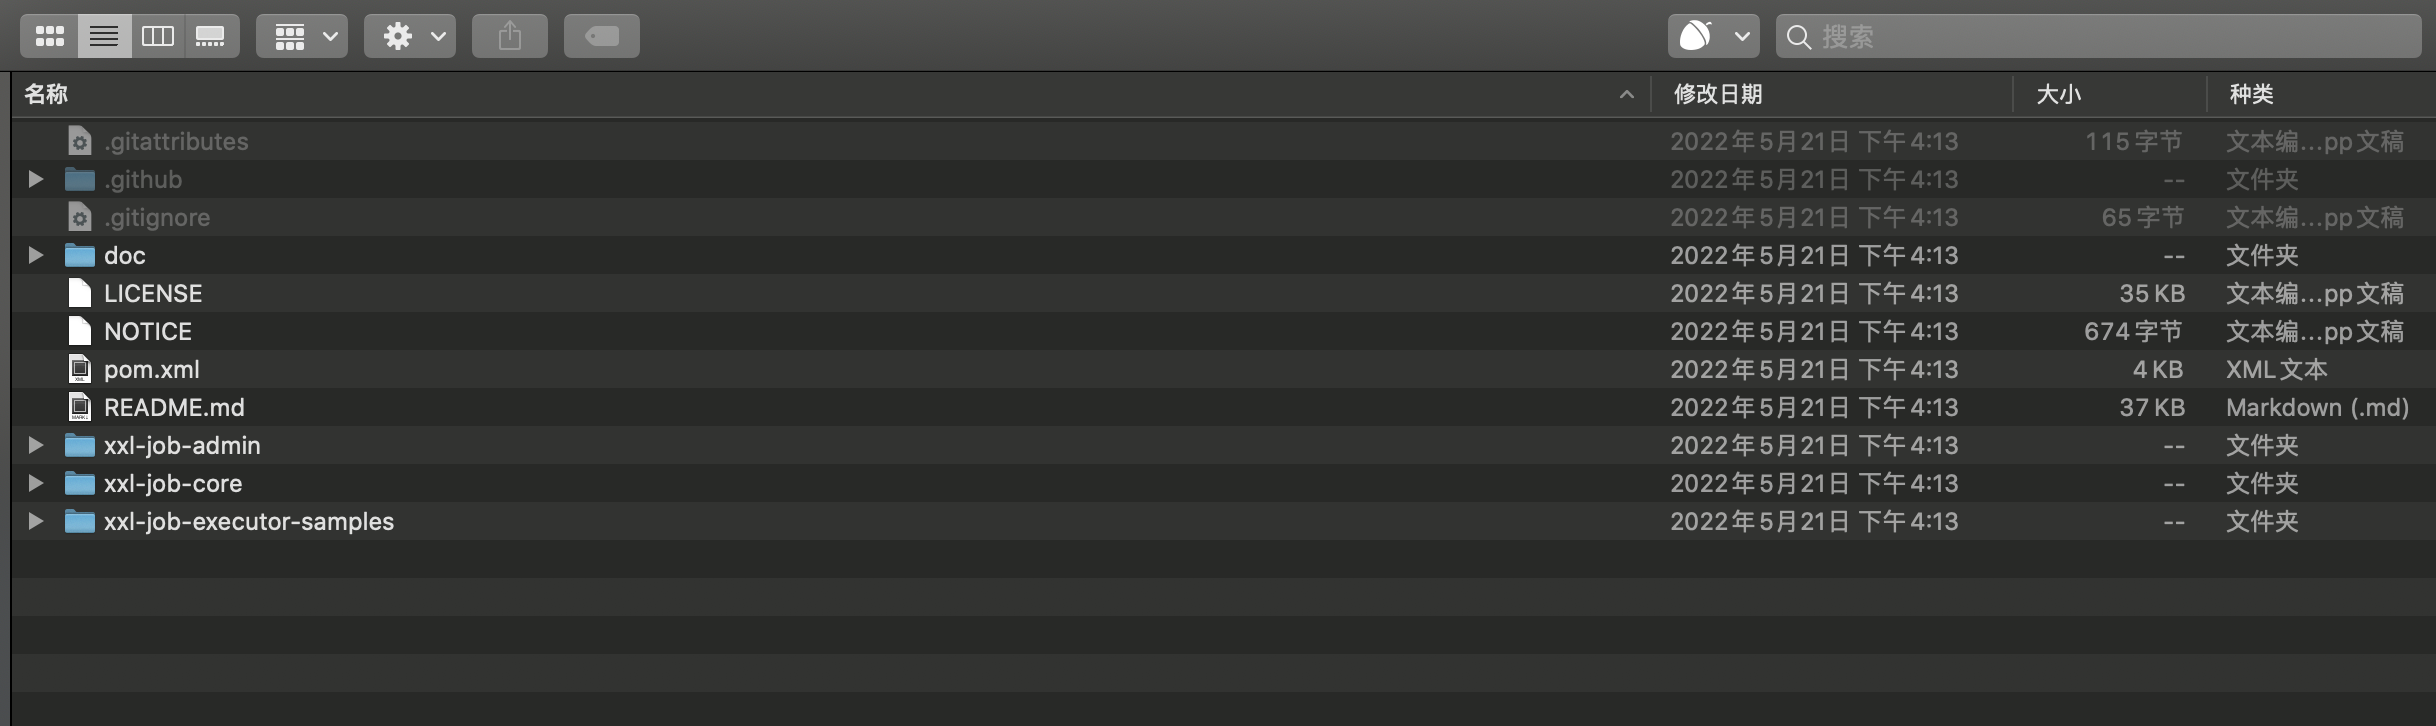 搜索
名称 修改日期 大小 种类
.gitattributes 2022年5月21日 下午4:13 115字节 文本编...pp文稿
.github 2022年5月21日 下午4:13 -- 文件夹
.gitignore 2022年5月21日 下午4:13 65字节 文本编...pp文稿
doc 2022年5月21日 下午4:13 -- 文件夹
LICENSE 2022年5月21日 下午4:13 35 KB 文本编...pp文稿
NOTICE 2022年5月21日 下午4:13 674字节 文本编...pp文稿
pom.xml 2022年5月21日 下午4:13 4 KB XML文本
README.md 2022年5月21日 下午4:13 37 KB Markdown (.md)
xxl-job-admin 2022年5月21日 下午4:13 -- 文件夹
xxl-job-core 2022年5月21日 下午4:13 -- 文件夹
xxl-job-executor-samples 2022年5月21日 下午4:13 -- 文件夹